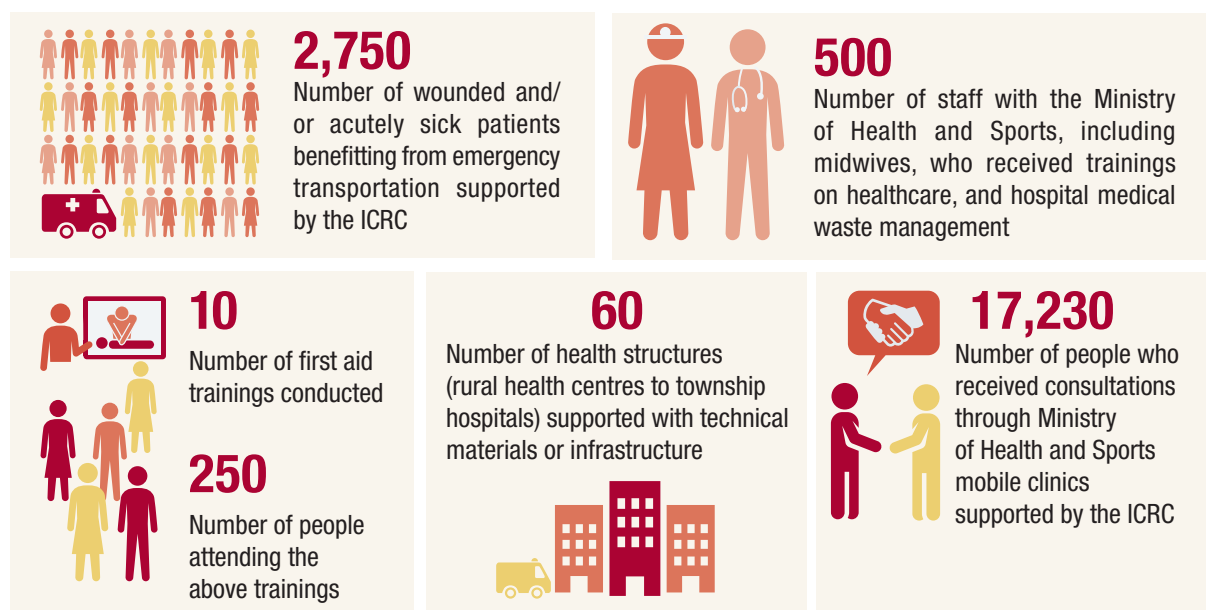 2,750
Number of wounded and/
or acutely sick patients
benefitting from emergency
transportation supported
by the ICRC
500
Number of staff with the Ministry
of Health and Sports, including
midwives, who received trainings
on healthcare, and hospital medical
waste management
10
Number of first aid
trainings conducted
250
Number of people
attending the
above trainings
60
Number of health structures
(rural health centres to township
hospitals) supported with technical
materials or infrastructure
17,230
Number of people who
received consultations
through Ministry
of Health and Sports
mobile clinics
supported by the ICRC